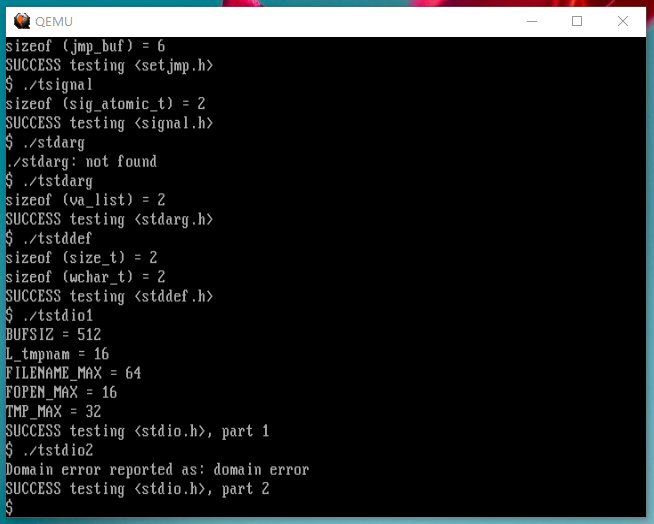 QEMU
sizeof (jmp_buf) = 6
SUCCESS testing <setjmp.h>
$ ./tsignal
sizeof (sig_atomic_t) = 2
SUCCESS testing <signal.h>
$ ./stdarg
./stdarg: not found
$ ./tstdarg
sizeof (va_list) = 2
SUCCESS testing <stdarg.h>
$ ./tstddef
sizeof (size_t) = 2
sizeof (wchar_t) = 2
SUCCESS testing <stddef.h>
$ ./tstdio1
BUFSIZ = 512
L_tmpnam = 16
FILENAME_MAX = 64
FOPEN_MAX = 16
TMP_MAX = 32
SUCCESS testing <stdio.h>, part 1
$ ./tstdio2
Domain error reported as: domain error
SUCCESS testing <stdio.h>, part 2
$